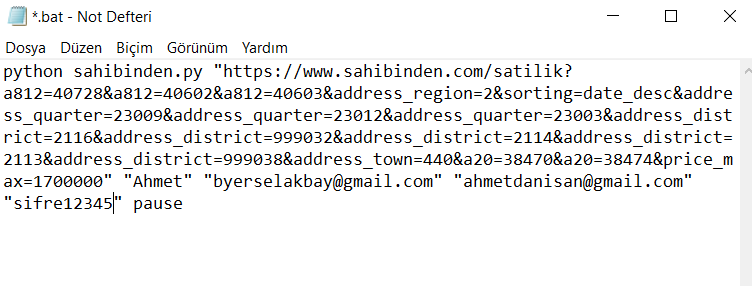 *.bat - Not Defteri
Dosya Düzen Biçim Görünüm Yardım
python sahibinden.py "https://www.sahibinden.com/satilik?
a812=40728&a812=40602&a812=40603&address_region=2&sorting=date_desc&addre
ss_quarter=23009&address_quarter=23012&address_quarter=23003&address_dist
rict=2116&address_district=999032&address_district=2114&address_district=
2113&address_district=999038&address_town=440&a20=38470&a20=38474&price_m
ax=1700000" "Ahmet" "byerselakbay@gmail.com" "ahmetdanisan@gmail.com"
"sifre12345" pause